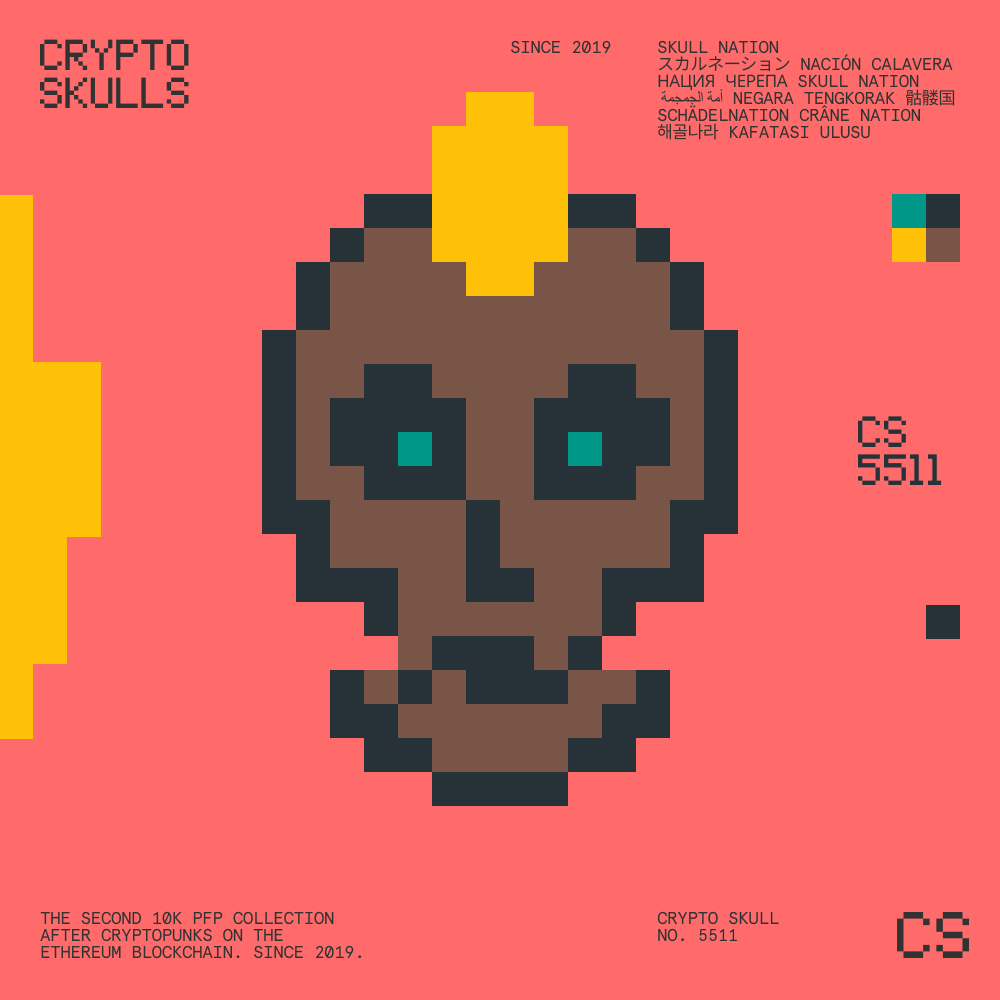 CRYPTO
SKULLS
SINCE 2019
SKULL NATION
スカルネーション NACIÓN CALAVERA
НАЦИЯ ЧЕРЕПА SKULL NATION
أمة الجمجمة NEGARA TENGKORAK 骷髅国
SCHÄDELNATION CRÂNE NATION
해골나라 KAFATASI ULUSU
CS
5511
THE SECOND 10K PFP COLLECTION
AFTER CRYPTOPUNKS ON THE
ETHEREUM BLOCKCHAIN. SINCE 2019.
CRYPTO SKULL
NO. 5511
CS